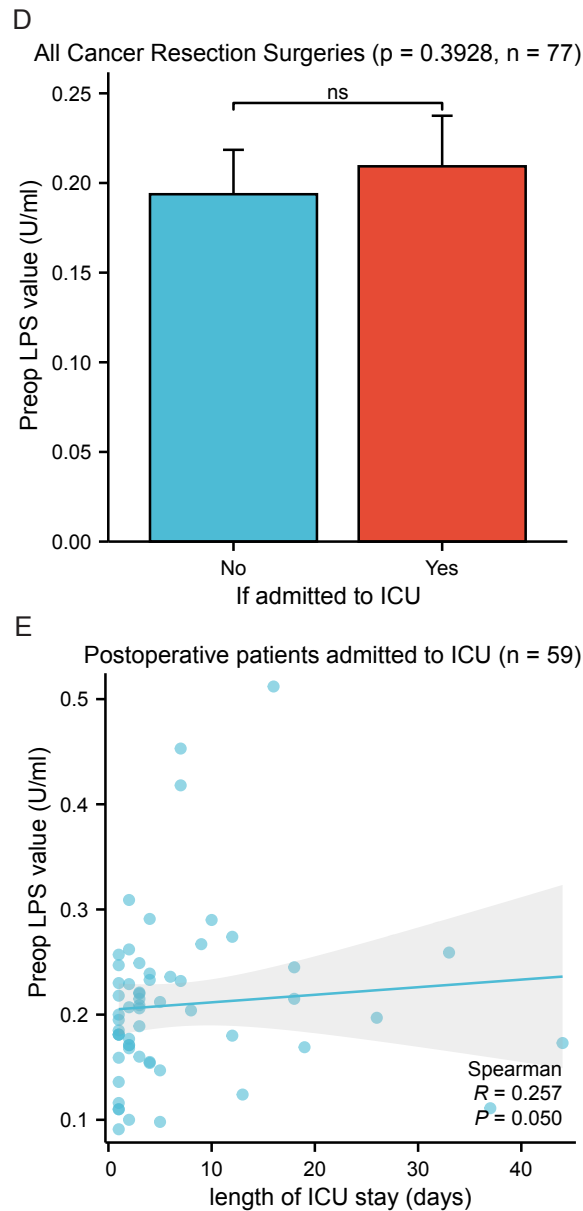 D
All Cancer Resection Surgeries (p = 0.3928, n = 77)
ns
0.25
0.20
0.15
0.10
0.05
0.00
Preop LPS value (U/ml)
No Yes
If admitted to ICU
E
Postoperative patients admitted to ICU (n = 59)
0.5
0.4
0.3
0.2
0.1
Preop LPS value (U/ml)
Spearman
R = 0.257
P = 0.050
0 10 20 30 40
length of ICU stay (days)